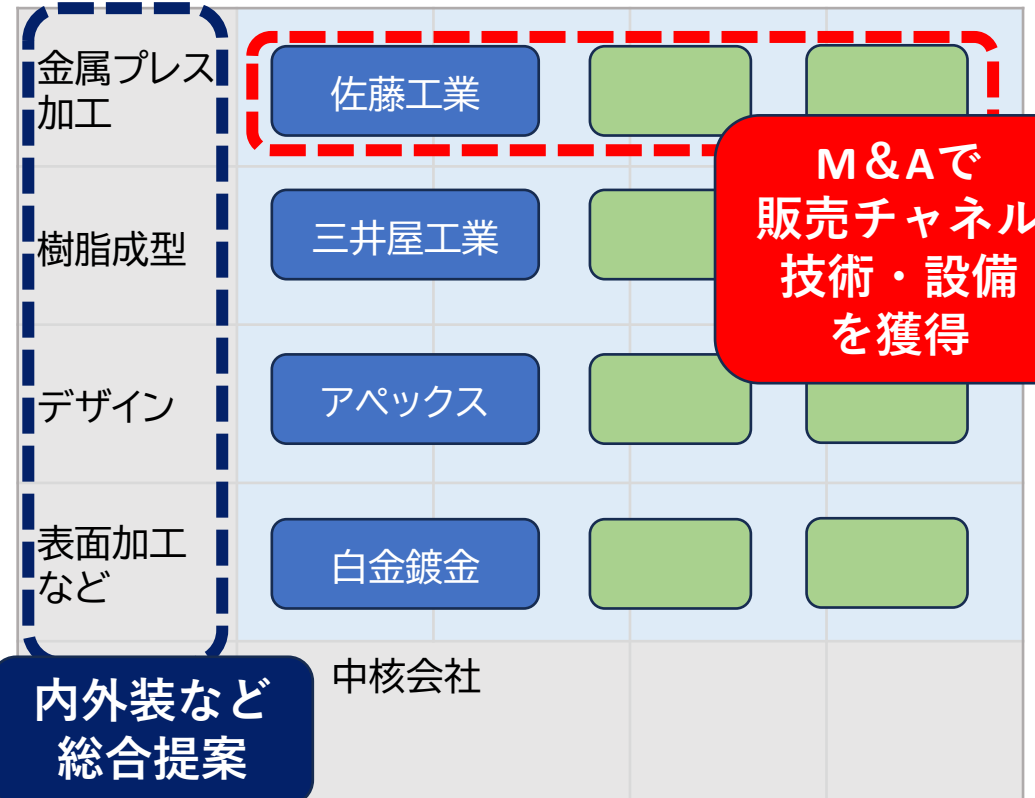 金属プレス
加工
佐藤工業
M&Aで
販売チャネル
技術・設備
を獲得
樹脂成型
三井屋工業
デザイン
アペックス
表面加工
など
白金鍍金
中核会社
内外装など
総合提案